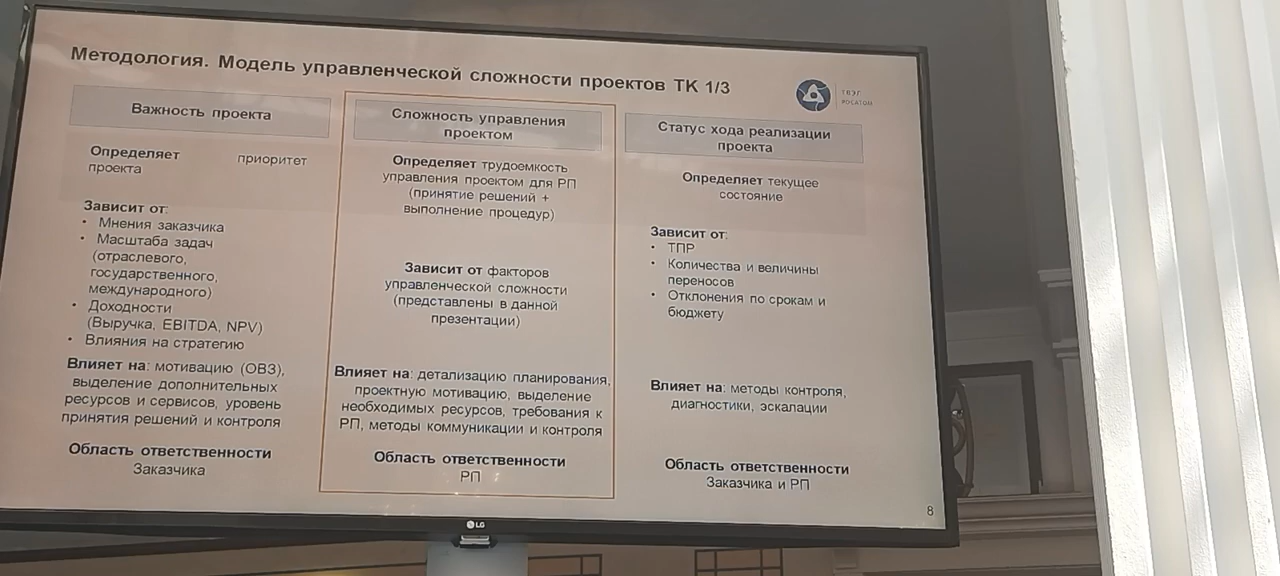 Методология. Модель управленческой сложности проектов ТК 1/3
ТВЭЛ
РОСАТОМ
Важность проекта
Определяет приоритет
проекта
Зависит от:
• Мнения заказчика
• Масштаба задач
(отраслевого,
государственного,
международного)
• Доходности
(Выручка, EBITDA, NPV)
• Влияния на стратегию
Влияет на: мотивацию (ОВЗ),
выделение дополнительных
ресурсов и сервисов, уровень
принятия решений и контроля
Область ответственности
Заказчика
Сложность управления
проектом
Определяет трудоемкость
управления проектом для РП
(принятие решений +
выполнение процедур)
Зависит от факторов
управленческой сложности
(представлены в данной
презентации)
Влияет на: детализацию планирования,
проектную мотивацию, выделение
необходимых ресурсов, требования к
РП, методы коммуникации и контроля
Область ответственности
РП
Статус хода реализации
проекта
Определяет текущее
состояние
Зависит от:
• ТПР
• Количества и величины
переносов
• Отклонения по срокам и
бюджету
Влияет на: методы контроля,
диагностики, эскалации
Область ответственности
Заказчика и РП
8
LG